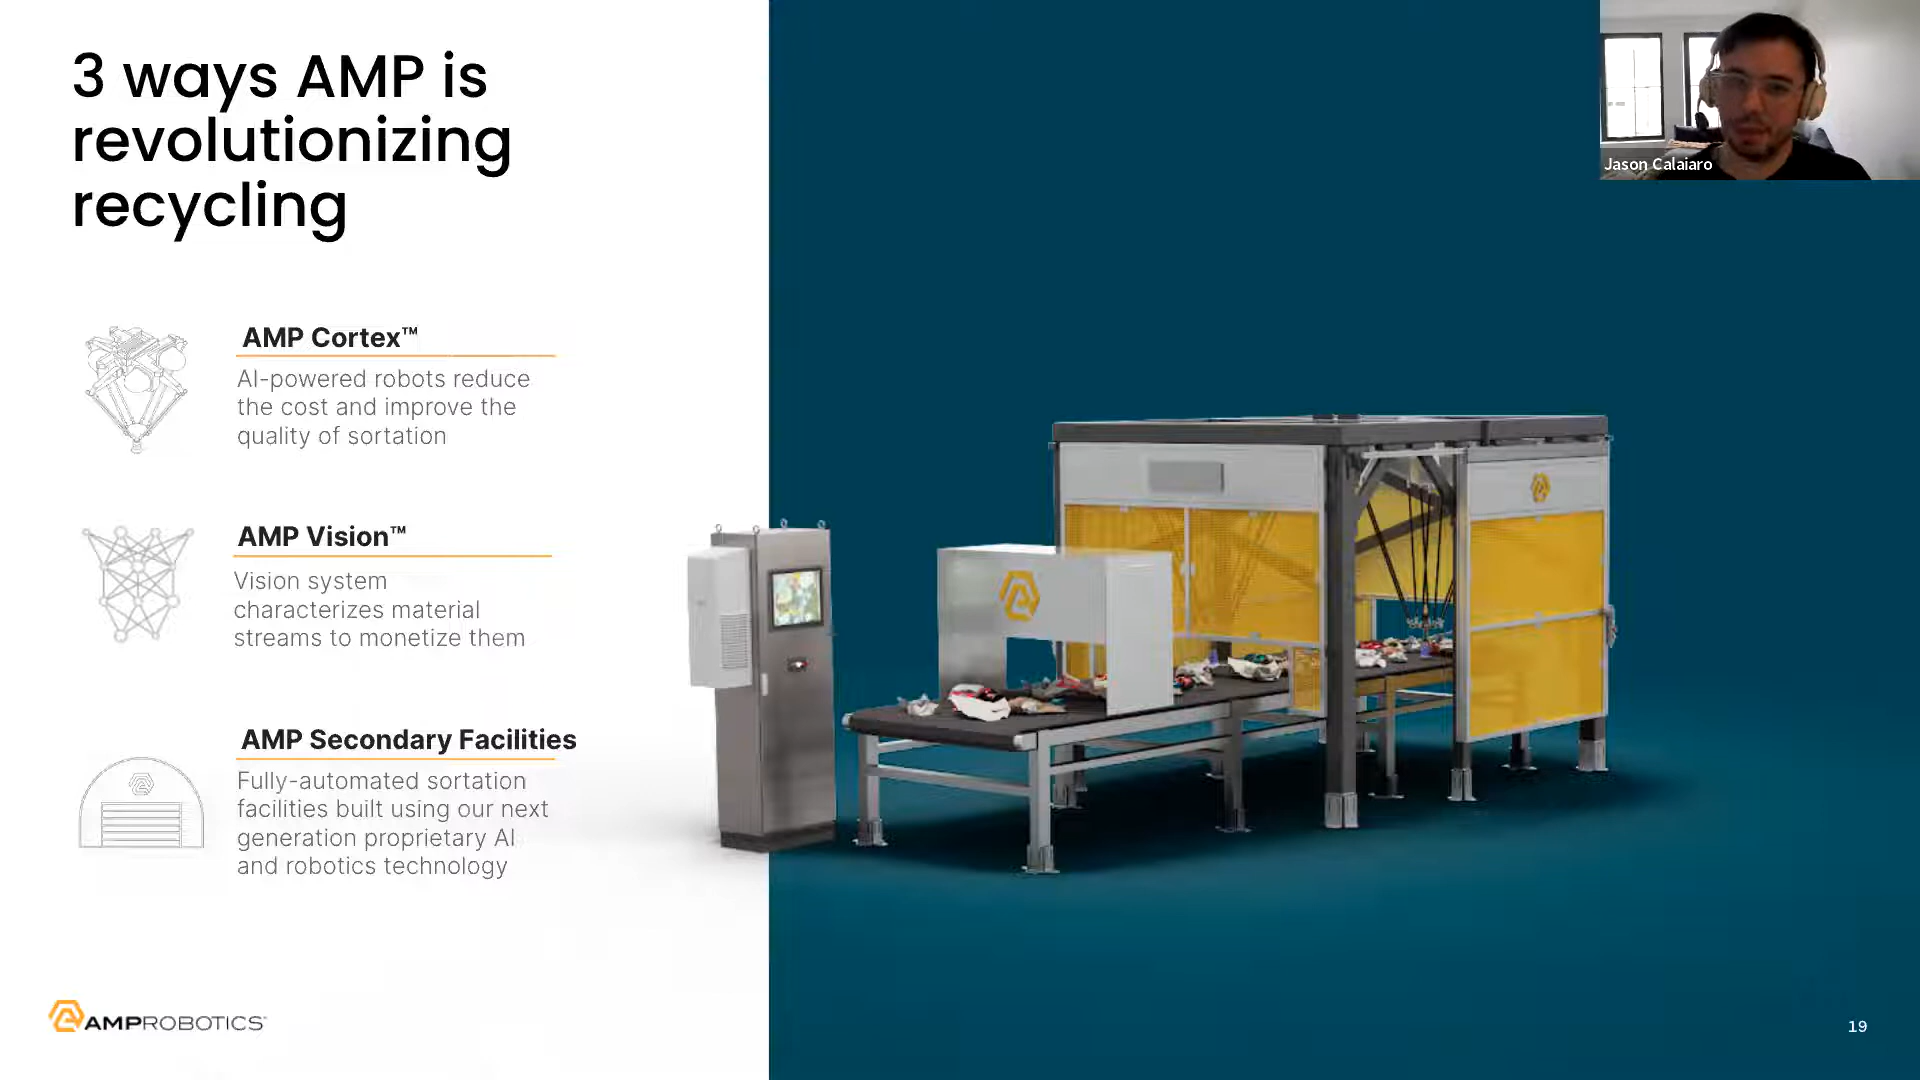 3 ways AMP is
revolutionizing
recycling
Jason Calaiaro
AMP Cortex™
AI-powered robots reduce
the cost and improve the
quality of sortation
AMP Vision™
Vision system
characterizes material
streams to monetize them
AMP Secondary Facilities
Fully-automated sortation
facilities built using our next
generation proprietary AI
and robotics technology
AMPROBOTICS
19